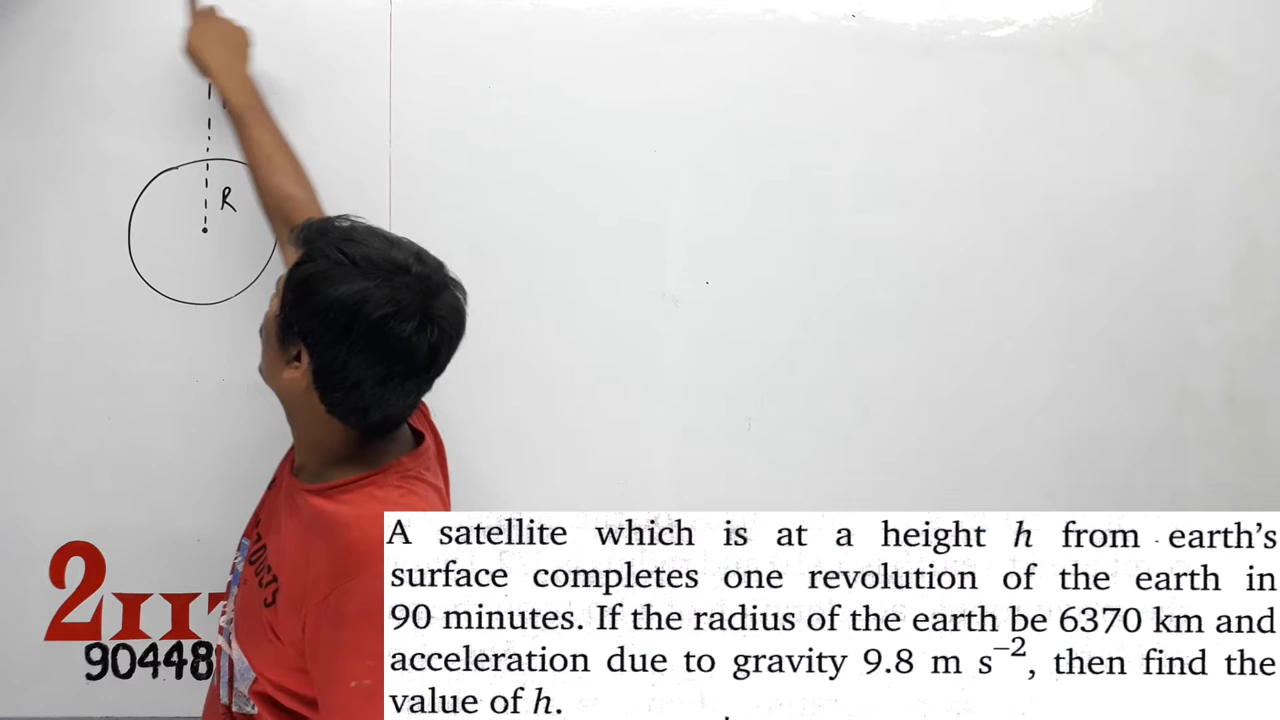 R
2IIT
90448
A satellite which is at a height h from earth's
surface completes one revolution of the earth in
90 minutes. If the radius of the earth be 6370 km and
acceleration due to gravity 9.8 m s⁻², then find the
value of h.